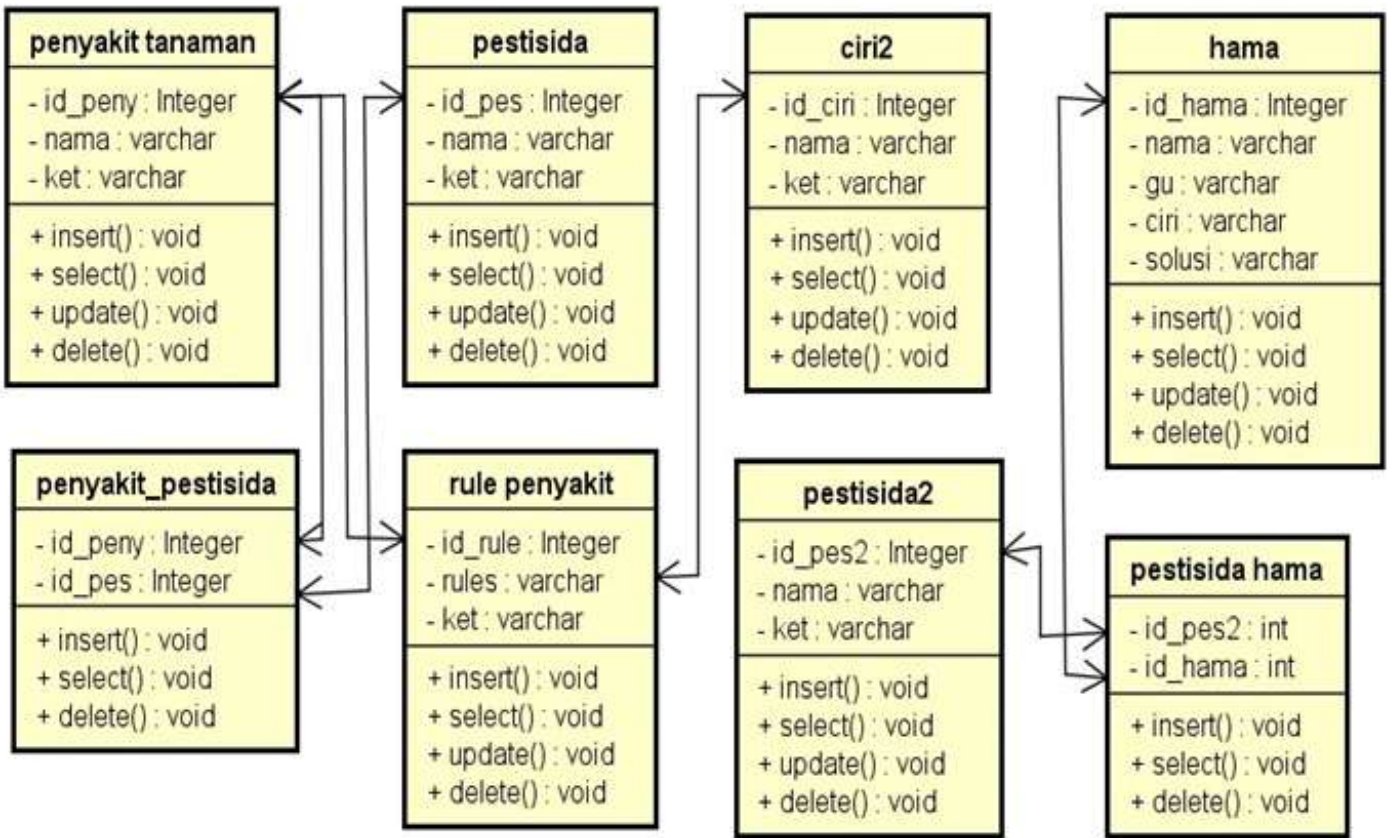 penyakit tanaman
- id_peny : Integer
- nama : varchar
- ket : varchar
+ insert() : void
+ select() : void
+ update() : void
+ delete() : void
pestisida
- id_pes : Integer
- nama : varchar
- ket : varchar
+ insert() : void
+ select() : void
+ update() : void
+ delete() : void
ciri2
- id_ciri : Integer
- nama : varchar
- ket : varchar
+ insert() : void
+ select() : void
+ update() : void
+ delete() : void
hama
- id_hama : Integer
- nama : varchar
- gu : varchar
- ciri : varchar
- solusi : varchar
+ insert() : void
+ select() : void
+ update() : void
+ delete() : void
penyakit_pestisida
- id_peny : Integer
- id_pes : Integer
+ insert() : void
+ select() : void
+ delete() : void
rule penyakit
- id_rule : Integer
- rules : varchar
- ket : varchar
+ insert() : void
+ select() : void
+ update() : void
+ delete() : void
pestisida2
- id_pes2 : Integer
- nama : varchar
- ket : varchar
+ insert() : void
+ select() : void
+ update() : void
+ delete() : void
pestisida hama
- id_pes2 : int
- id_hama : int
+ insert() : void
+ select() : void
+ delete() : void